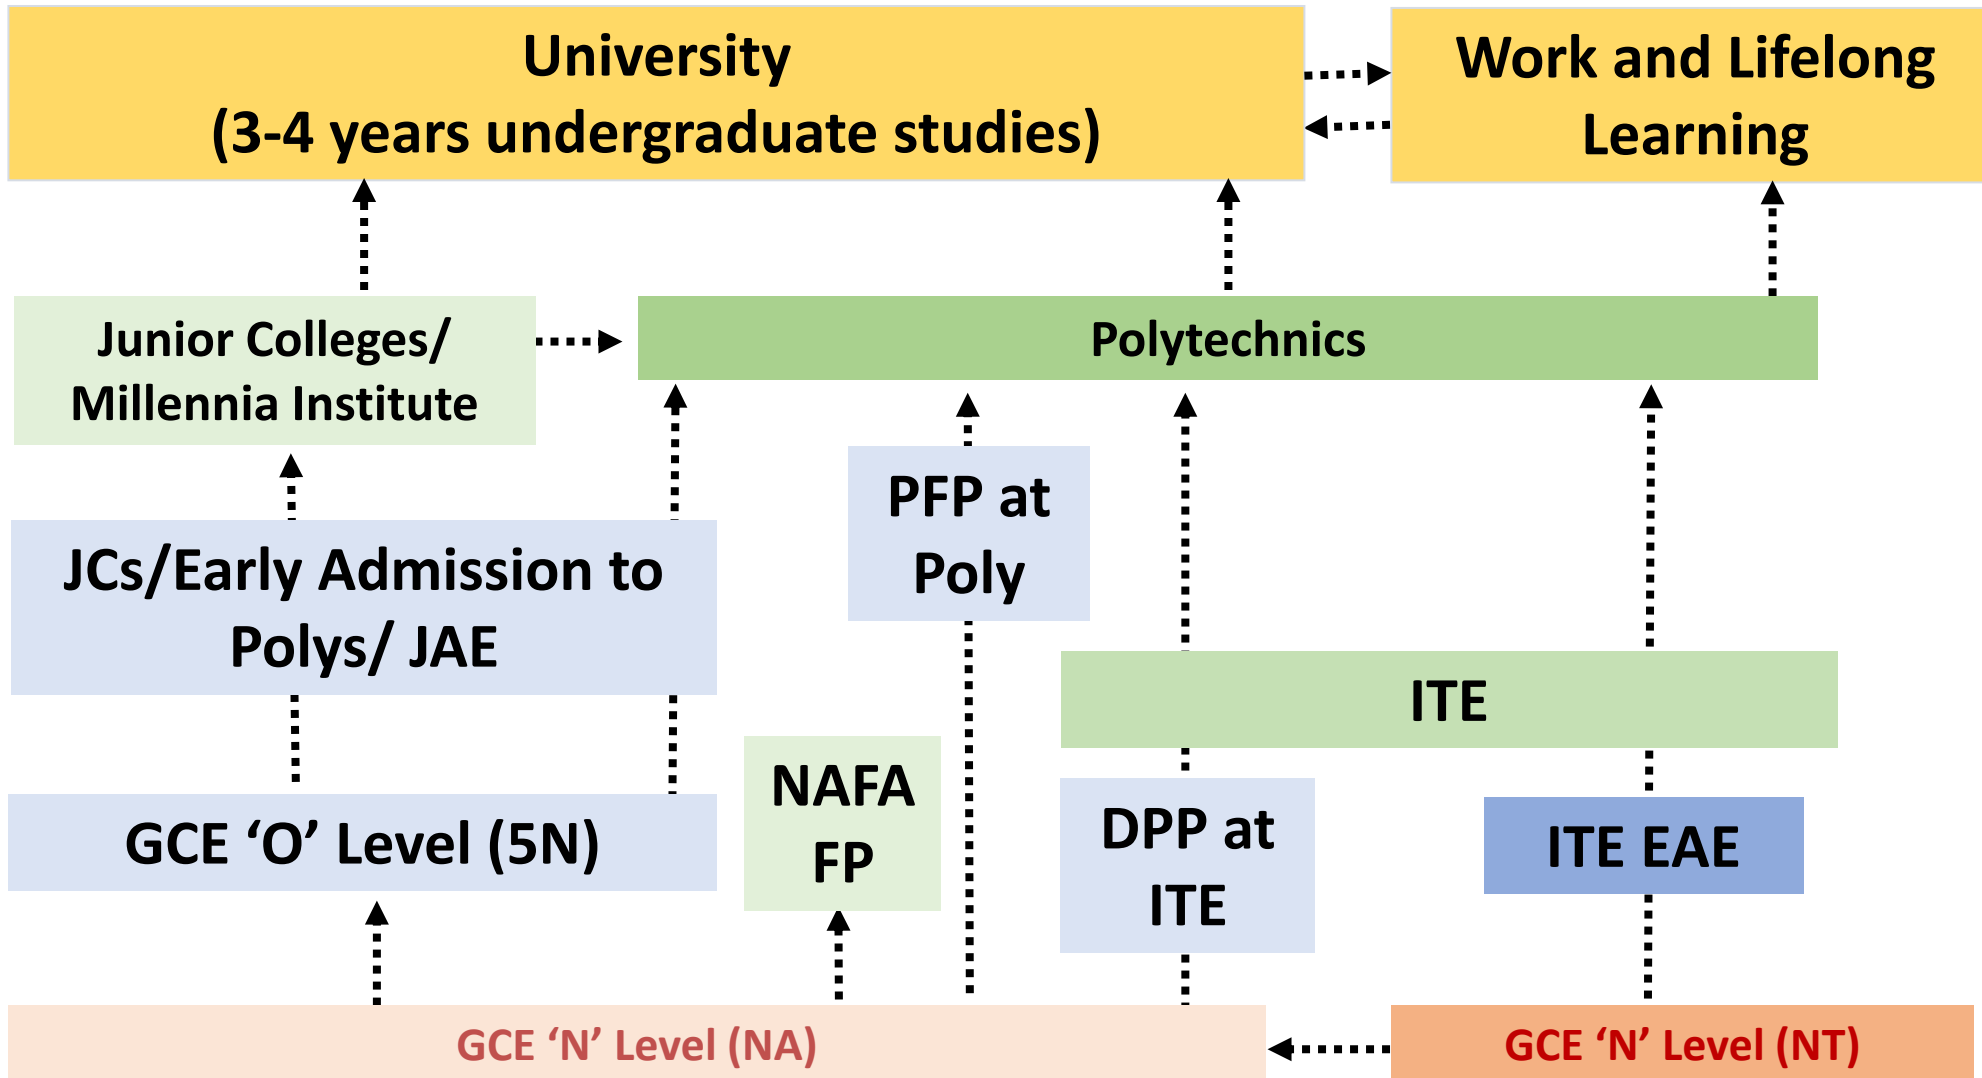 University
(3-4 years undergraduate studies)
Work and Lifelong
Learning
Junior Colleges/
Millennia Institute
Polytechnics
PFP at
Poly
JCs/Early Admission to
Polys/ JAE
ITE
NAFA
FP
DPP at
ITE
ITE EAE
GCE ‘O’ Level (5N)
GCE ‘N’ Level (NA)
GCE ‘N’ Level (NT)